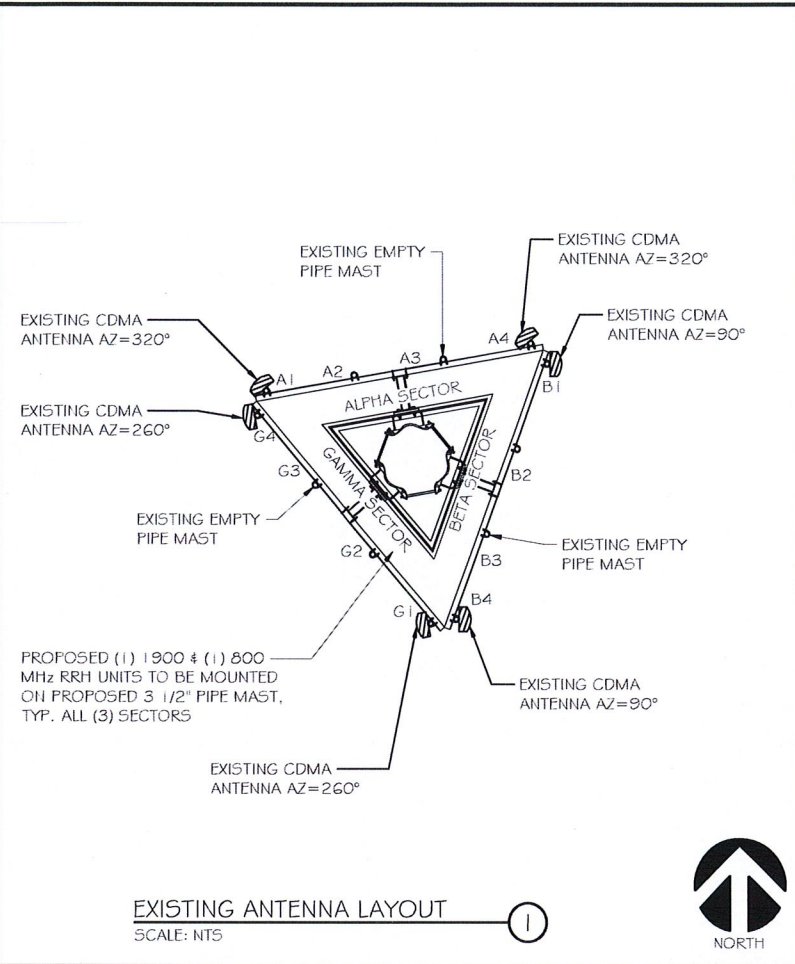 EXISTING CDMA
ANTENNA AZ=320°
EXISTING EMPTY
PIPE MAST
EXISTING CDMA
ANTENNA AZ=320°
EXISTING CDMA
ANTENNA AZ=90°
A1
A2
A3
A4
B1
ALPHA SECTOR
EXISTING CDMA
ANTENNA AZ=260°
G4
G3
GAMMA SECTOR
BETA SECTOR
B2
EXISTING EMPTY
PIPE MAST
G2
B3
EXISTING EMPTY
PIPE MAST
G1
B4
PROPOSED (1) 1900 & (1) 800
MHz RRH UNITS TO BE MOUNTED
ON PROPOSED 3 1/2" PIPE MAST,
TYP. ALL (3) SECTORS
EXISTING CDMA
ANTENNA AZ=90°
EXISTING CDMA
ANTENNA AZ=260°
EXISTING ANTENNA LAYOUT
SCALE: NTS
1
NORTH